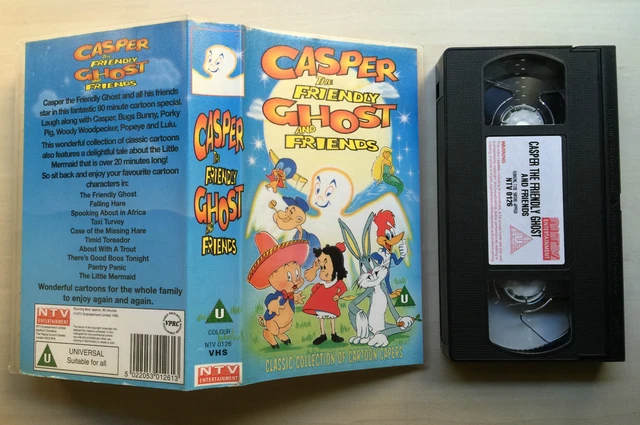 CASPER
THE
FRIENDLY
GHOST
AND
FRIENDS
Casper the Friendly Ghost and all his friends
star in this fantastic 90 minute cartoon special.
Laugh along with Casper, Bugs Bunny, Porky
Pig, Woody Woodpecker, Popeye and Lulu.
This wonderful collection of classic cartoons
also features a delightful tale about the Little
Mermaid that is over 20 minutes long!
So sit back and enjoy your favourite cartoon
characters in:
The Friendly Ghost
Falling Hare
Spooking About in Africa
Taxi Turvey
Case of the Missing Hare
Timid Toreador
About With A Trout
There's Good Boos Tonight
Pantry Panic
The Little Mermaid
Wonderful cartoons for the whole family
to enjoy again and again.
NTV
ENTERTAINMENT
VPRC
U
UNIVERSAL
Suitable for all
5 022053 012613
CASPER
THE
FRIENDLY
GHOST
AND
FRIENDS
U
COLOUR
NTV 0126
VHS
NTV
ENTERTAINMENT
CASPER
THE
FRIENDLY
GHOST
AND
FRIENDS
U
CLASSIC COLLECTION OF CARTOON CAPERS
WARNING
CASPER THE FRIENDLY GHOST
AND FRIENDS
NTV 0126
U
NTV
ENTERTAINMENT